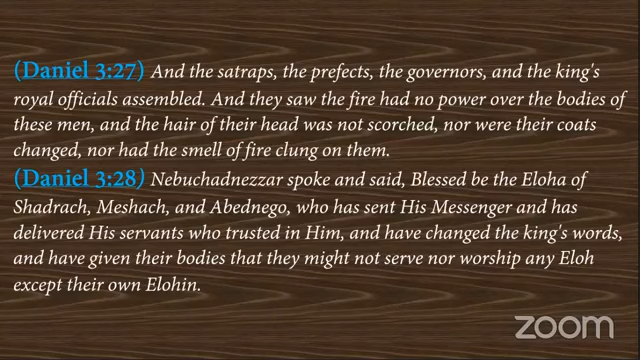 (Daniel 3:27) And the satraps, the prefects, the governors, and the king's
royal officials assembled. And they saw the fire had no power over the bodies of
these men, and the hair of their head was not scorched, nor were their coats
changed, nor had the smell of fire clung on them.
(Daniel 3:28) Nebuchadnezzar spoke and said, Blessed be the Eloha of
Shadrach, Meshach, and Abednego, who has sent His Messenger and has
delivered His servants who trusted in Him, and have changed the king's words,
and have given their bodies that they might not serve nor worship any Eloh
except their own Elohin.
zoom